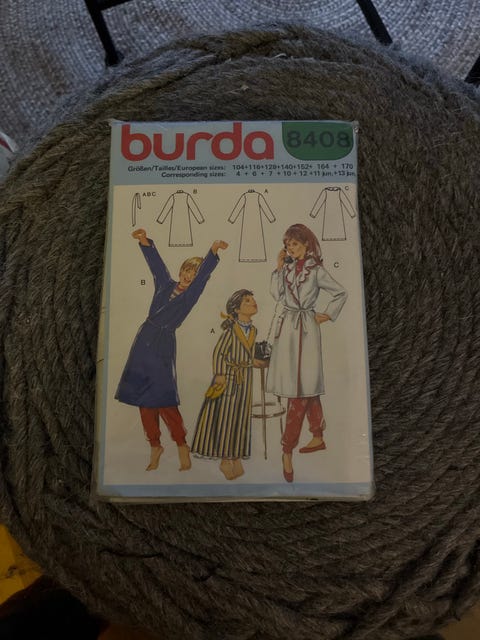 burda 8408
Größen/Tailles/European sizes: 104+116+128+140+152+ 164 + 170
Corresponding sizes: 4 + 6 + 7 + 10 + 12 +11 jun.+13 jun.
A B C B A C
B
A
C